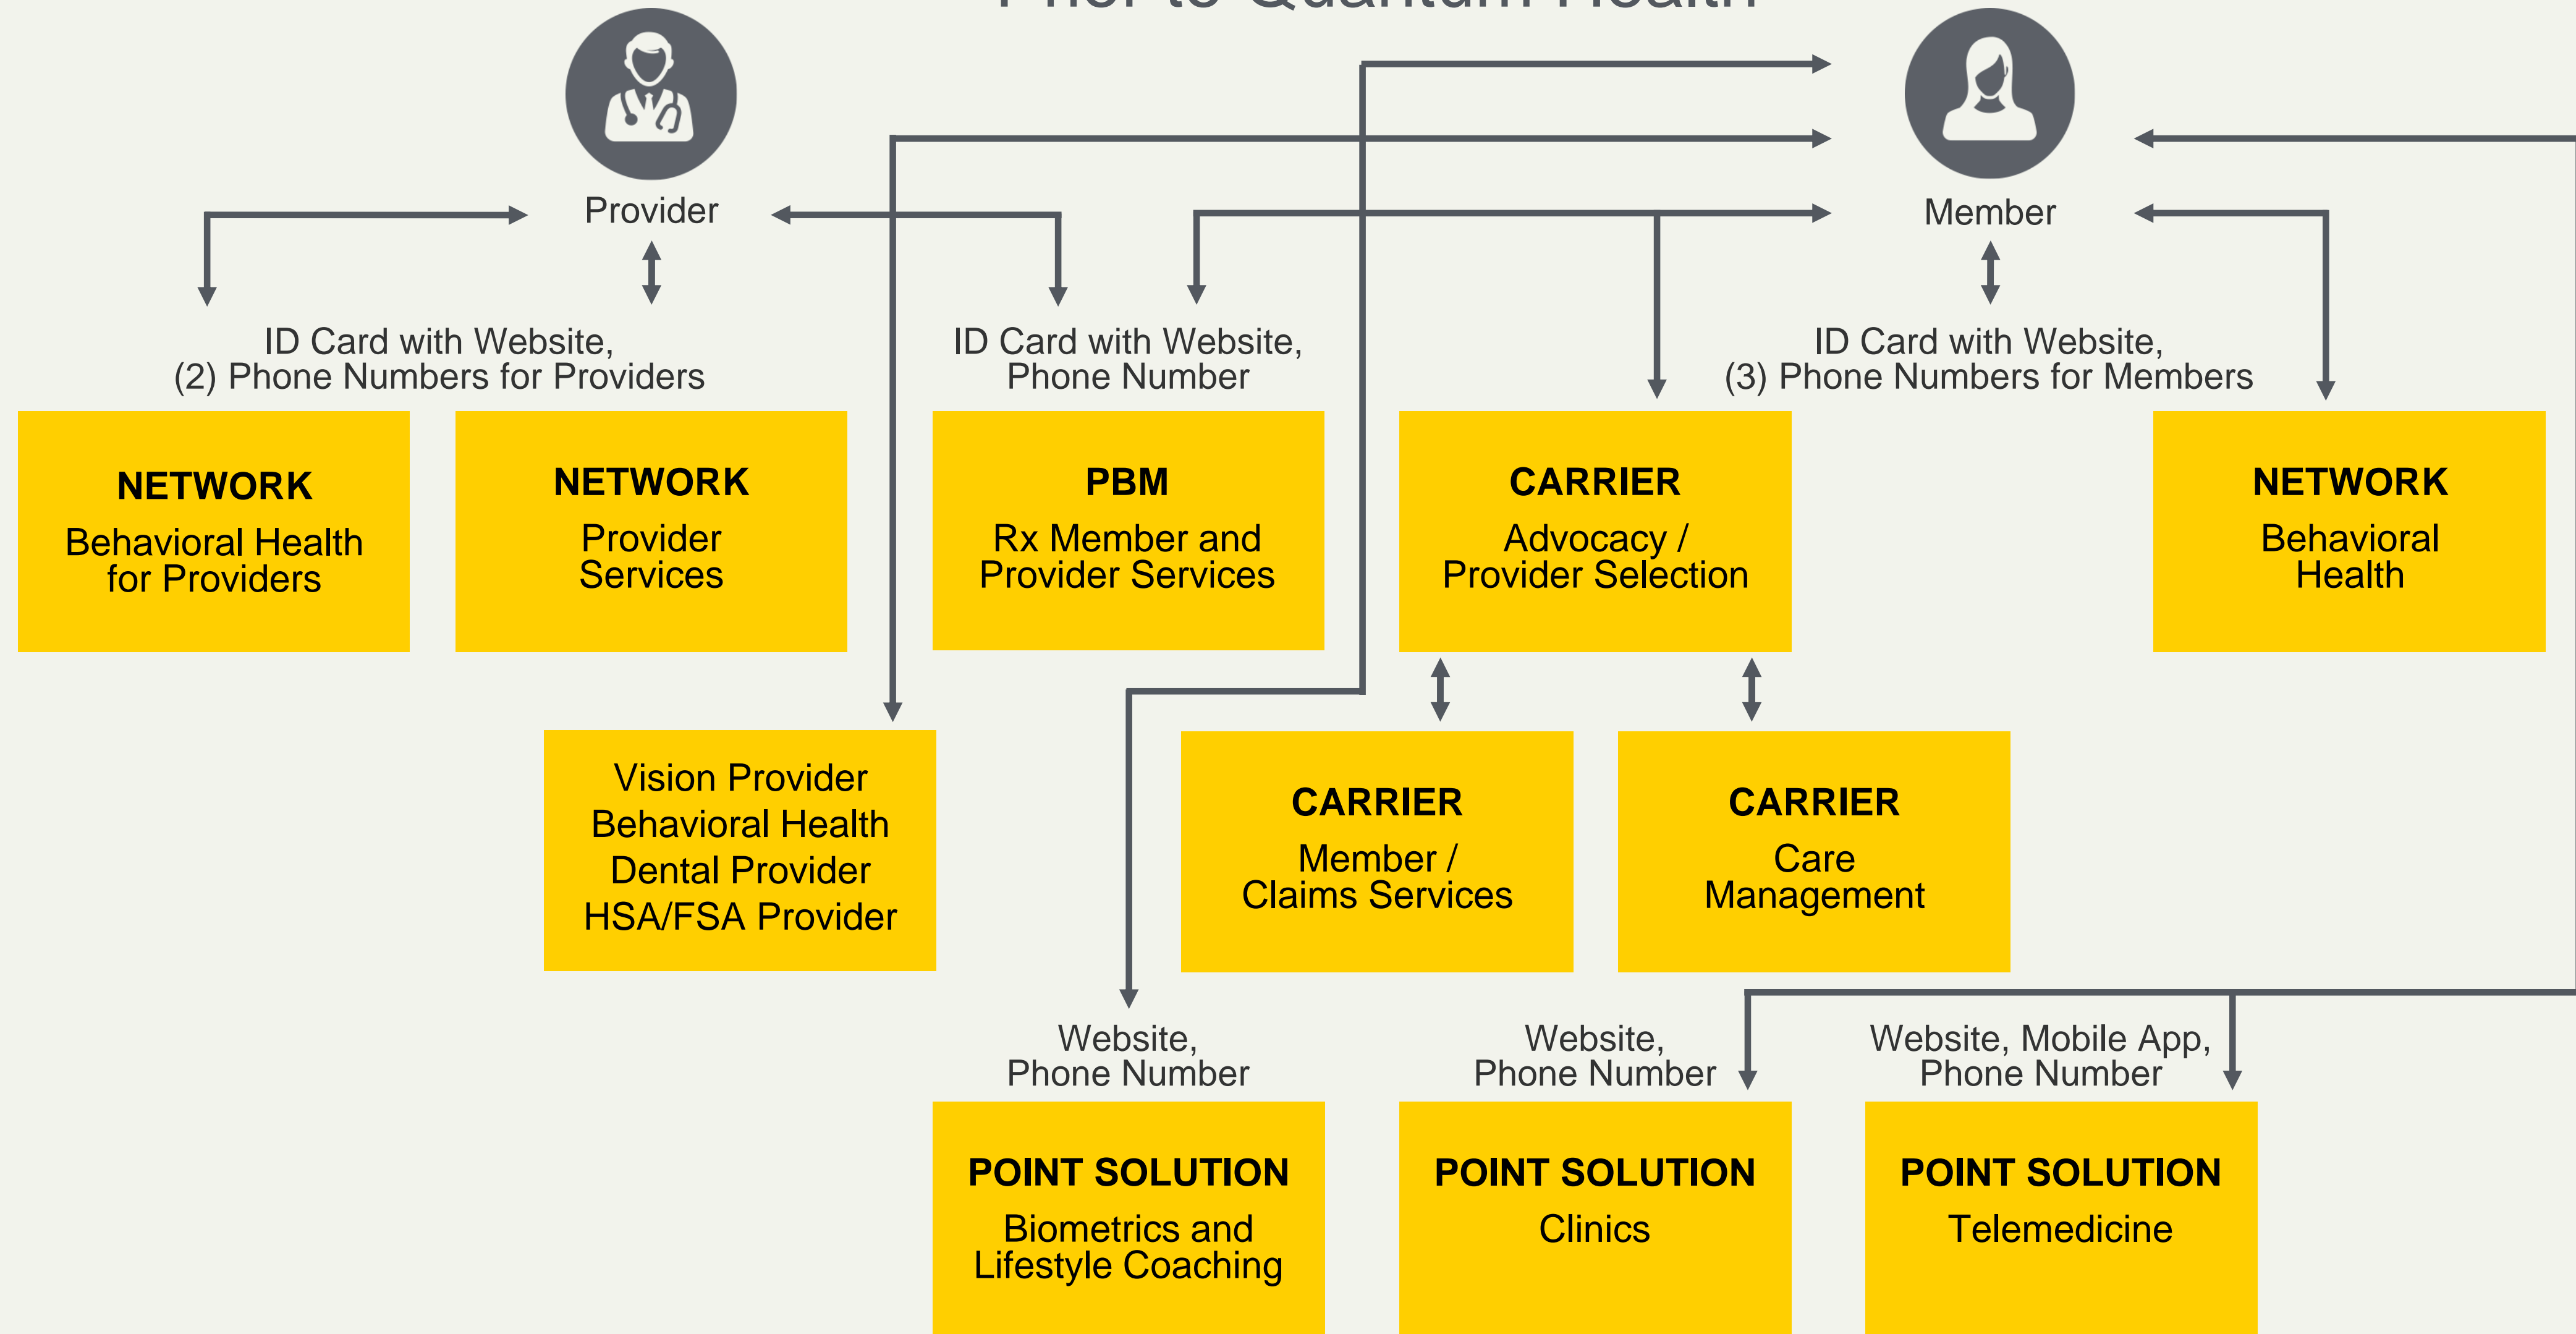 Prior to Quantum Health
Provider
Member
ID Card with Website,
(2) Phone Numbers for Providers
ID Card with Website,
Phone Number
ID Card with Website,
(3) Phone Numbers for Members
NETWORK
Behavioral Health
for Providers
NETWORK
Provider
Services
PBM
Rx Member and
Provider Services
CARRIER
Advocacy /
Provider Selection
NETWORK
Behavioral
Health
Vision Provider
Behavioral Health
Dental Provider
HSA/FSA Provider
CARRIER
Member /
Claims Services
CARRIER
Care
Management
Website,
Phone Number
Website,
Phone Number
Website, Mobile App,
Phone Number
POINT SOLUTION
Biometrics and
Lifestyle Coaching
POINT SOLUTION
Clinics
POINT SOLUTION
Telemedicine